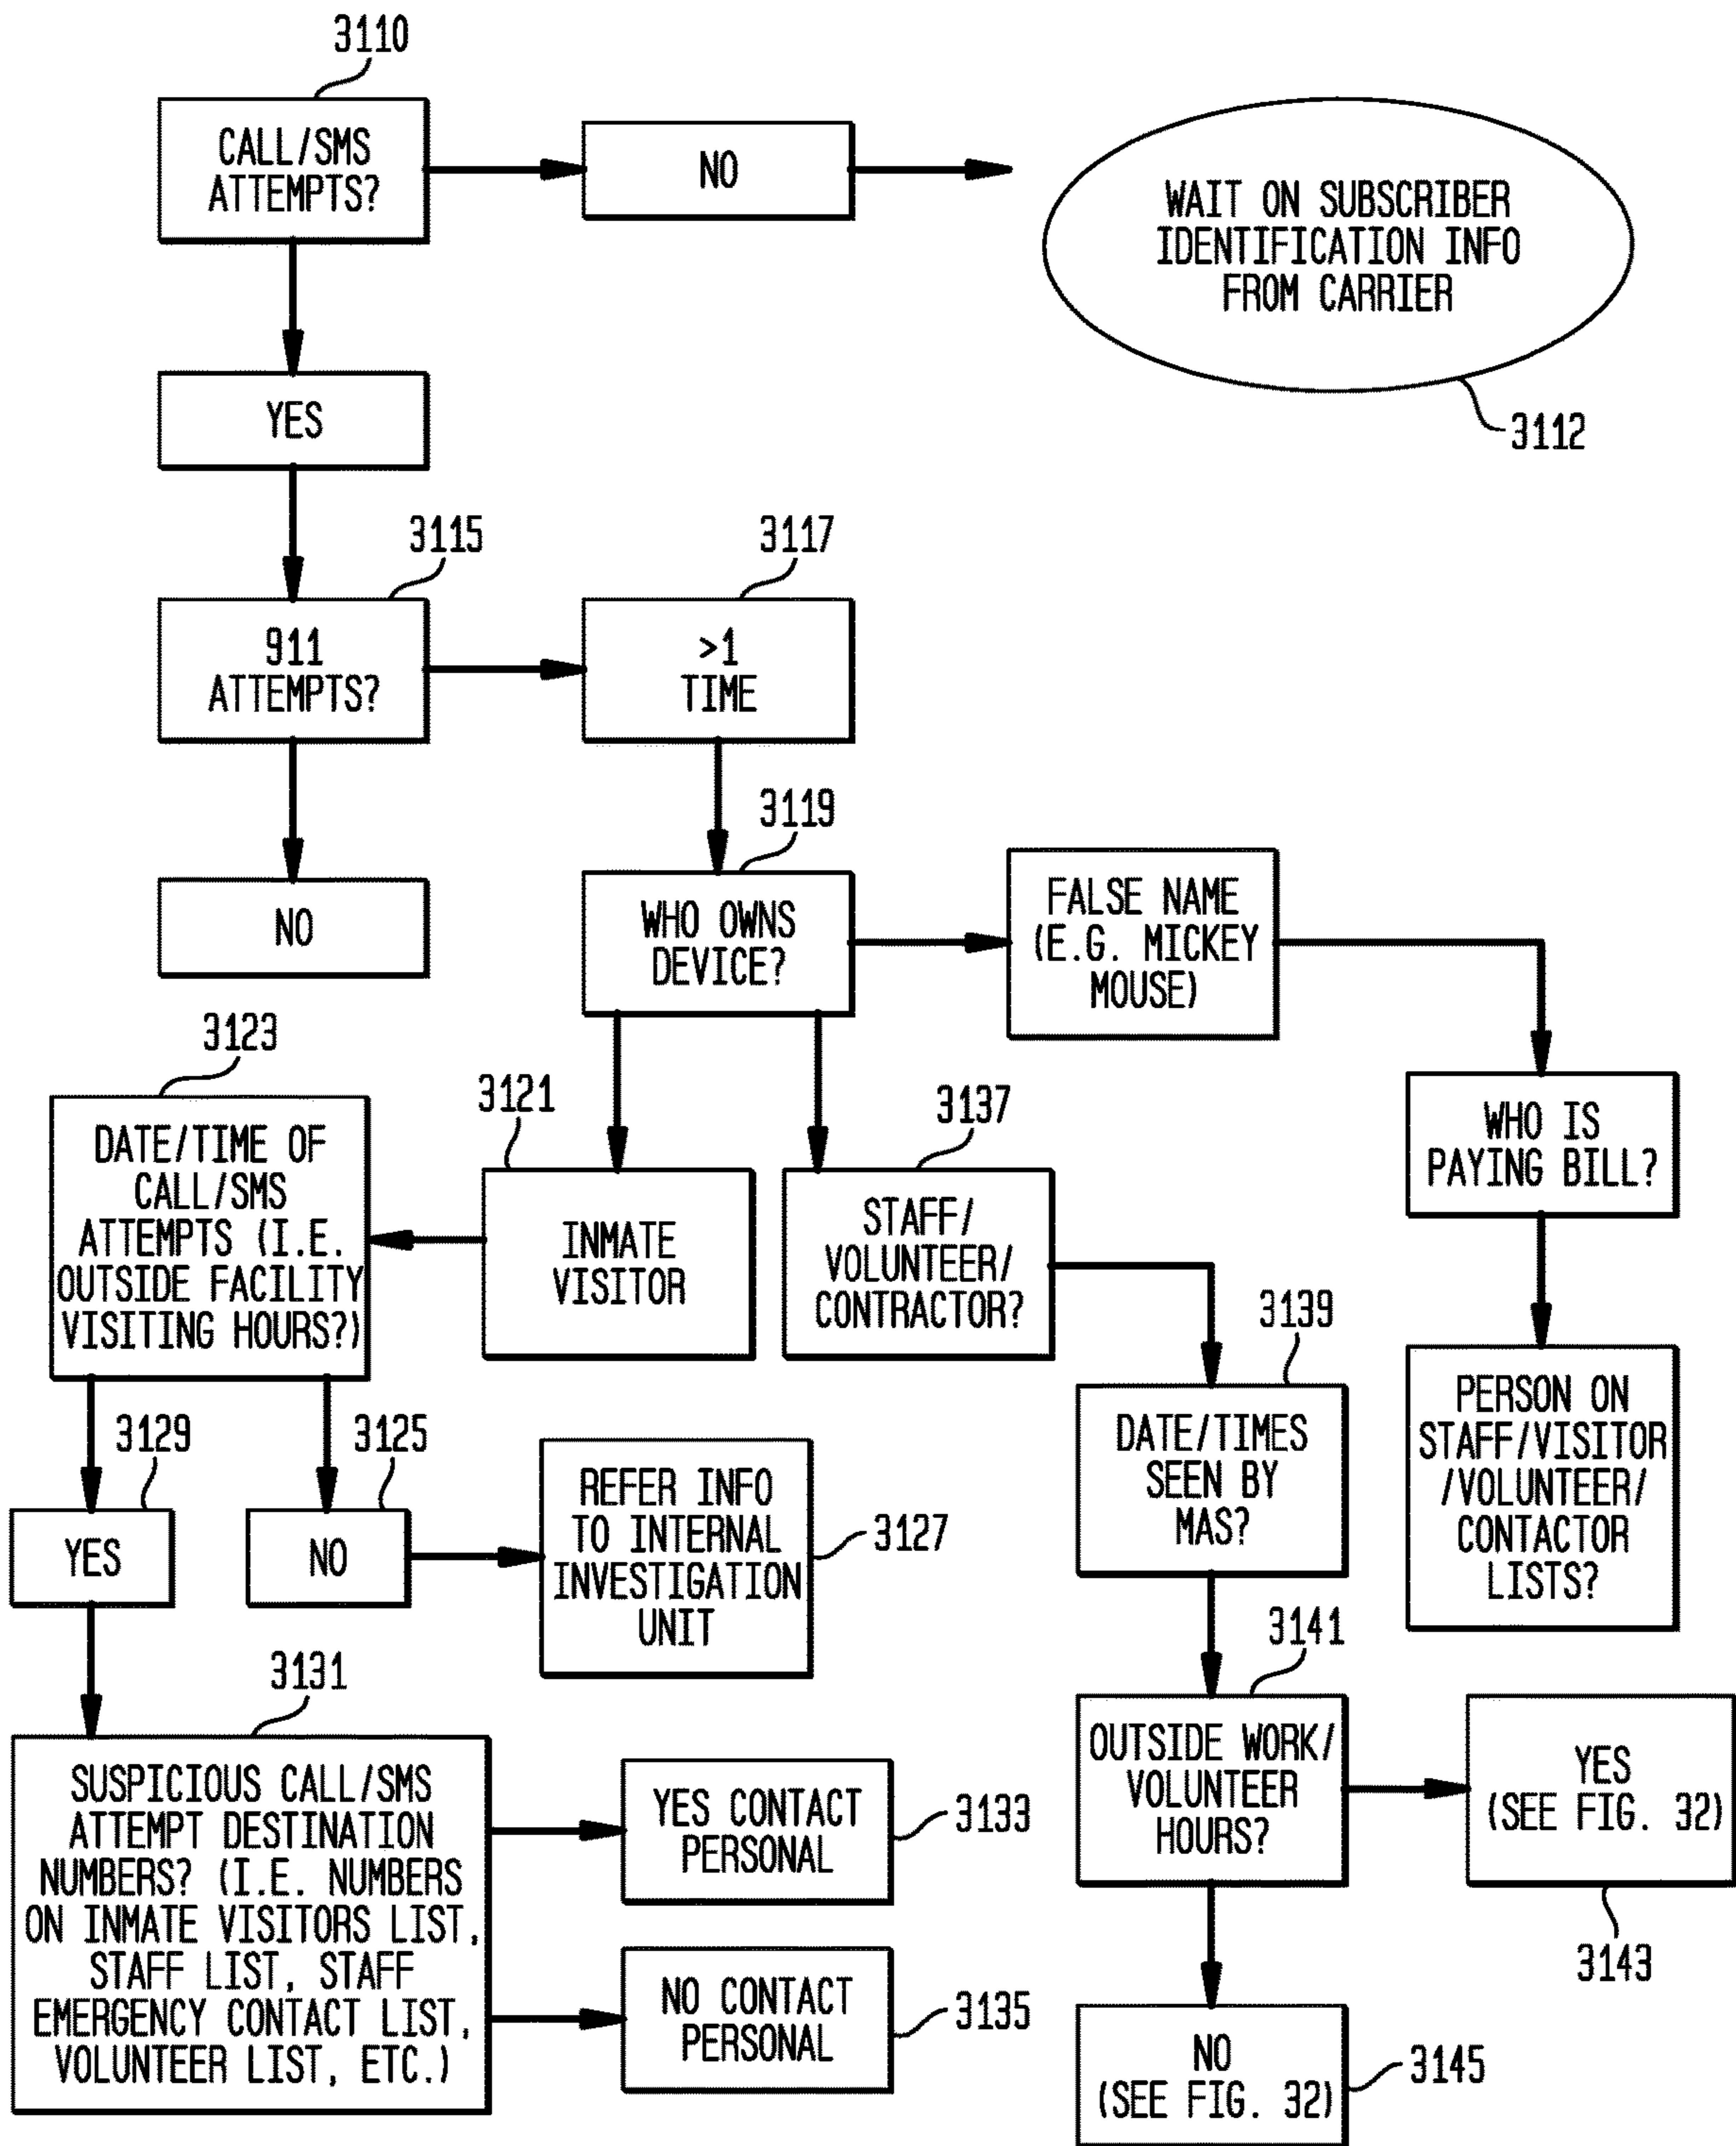 3110
CALL/SMS
ATTEMPTS?
NO
WAIT ON SUBSCRIBER
IDENTIFICATION INFO
FROM CARRIER
3112
YES
3115
911
ATTEMPTS?
3117
>1
TIME
NO
3119
WHO OWNS
DEVICE?
FALSE NAME
(E.G. MICKEY
MOUSE)
WHO IS
PAYING BILL?
PERSON ON
STAFF/VISITOR
/VOLUNTEER/
CONTACTOR
LISTS?
3123
DATE/TIME OF
CALL/SMS
ATTEMPTS (I.E.
OUTSIDE FACILITY
VISITING HOURS?)
3121
INMATE
VISITOR
3137
STAFF/
VOLUNTEER/
CONTRACTOR?
3139
DATE/TIMES
SEEN BY
MAS?
3129
YES
3125
NO
REFER INFO
TO INTERNAL
INVESTIGATION
UNIT
3127
3131
SUSPICIOUS CALL/SMS
ATTEMPT DESTINATION
NUMBERS? (I.E. NUMBERS
ON INMATE VISITORS LIST,
STAFF LIST, STAFF
EMERGENCY CONTACT LIST,
VOLUNTEER LIST, ETC.)
YES CONTACT
PERSONAL
3133
NO CONTACT
PERSONAL
3135
3141
OUTSIDE WORK/
VOLUNTEER
HOURS?
YES
(SEE FIG. 32)
3143
NO
(SEE FIG. 32)
3145